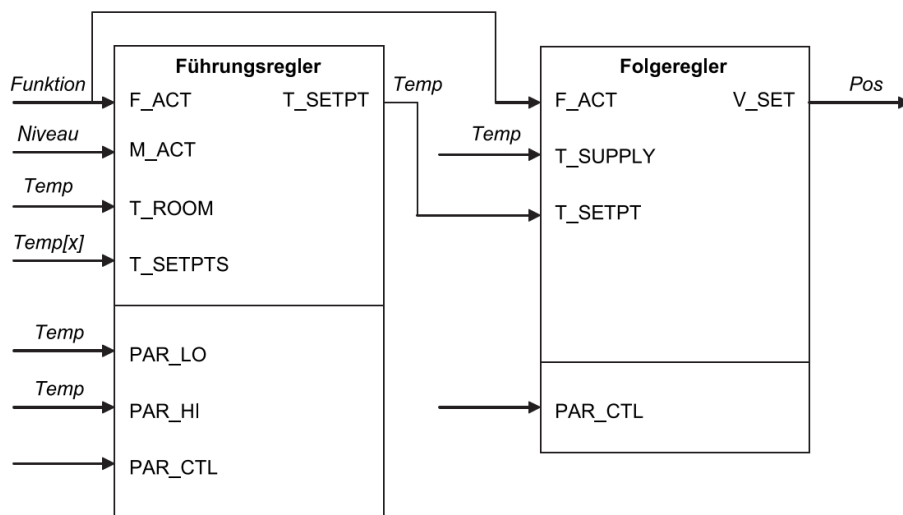 Führungsregler
Folgeregler
Funktion
Temp
Pos
F_ACT
T_SETPT
F_ACT
V_SET
Niveau
Temp
M_ACT
T_SUPPLY
Temp
T_ROOM
T_SETPT
Temp[x]
T_SETPTS
Temp
PAR_LO
Temp
PAR_HI
PAR_CTL
PAR_CTL